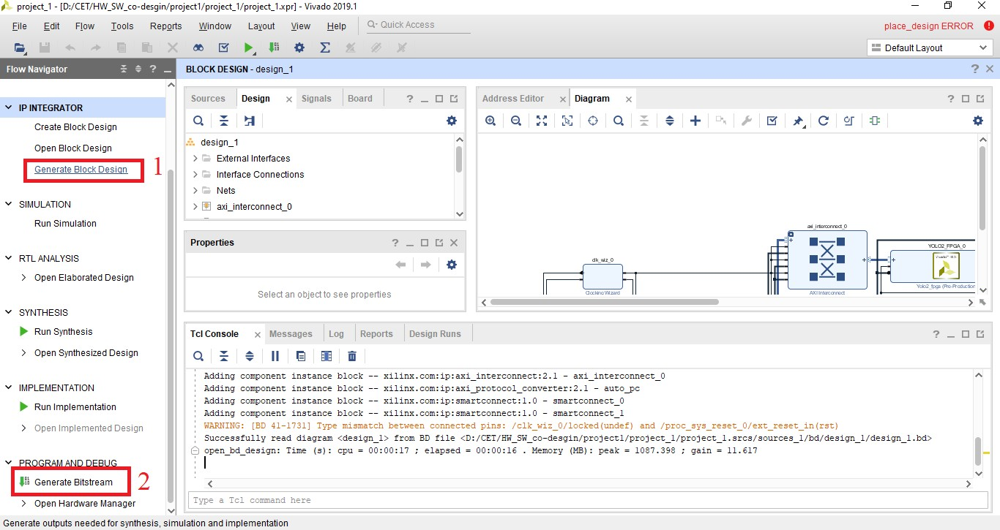 project_1 - [D:/CET/HW_SW_co-desgin/project1/project_1/project_1.xpr] - Vivado 2019.1
File Edit Flow Tools Reports Window Layout View Help Quick Access
place_design ERROR
Default Layout
Flow Navigator
IP INTEGRATOR
Create Block Design
Open Block Design
Generate Block Design
1
SIMULATION
Run Simulation
RTL ANALYSIS
Open Elaborated Design
SYNTHESIS
Run Synthesis
Open Synthesized Design
IMPLEMENTATION
Run Implementation
Open Implemented Design
PROGRAM AND DEBUG
Generate Bitstream
2
Open Hardware Manager
BLOCK DESIGN - design_1
Sources Design Signals Board
design_1
External Interfaces
Interface Connections
Nets
axi_interconnect_0
Properties
Select an object to see properties
Address Editor Diagram
axi_interconnect_0
YOLO2_FPGA_0
clk_wiz_0
Clocking Wizard
AXI Interconnect
Yolo2_fpga (Pre-Production
Tcl Console Messages Log Reports Design Runs
Adding component instance block -- xilinx.com:ip:axi_interconnect:2.1 - axi_interconnect_0
Adding component instance block -- xilinx.com:ip:axi_protocol_converter:2.1 - auto_pc
Adding component instance block -- xilinx.com:ip:smartconnect:1.0 - smartconnect_0
Adding component instance block -- xilinx.com:ip:smartconnect:1.0 - smartconnect_1
WARNING: [BD 41-1731] Type mismatch between connected pins: /clk_wiz_0/locked(undef) and /proc_sys_reset_0/ext_reset_in(rst)
Successfully read diagram <design_1> from BD file <D:/CET/HW_SW_co-desgin/project1/project_1/project_1.srcs/sources_1/bd/design_1/design_1.bd>
open_bd_design: Time (s): cpu = 00:00:17 ; elapsed = 00:00:16 . Memory (MB): peak = 1087.398 ; gain = 11.617
Type a Tcl command here
Generate outputs needed for synthesis, simulation and implementation